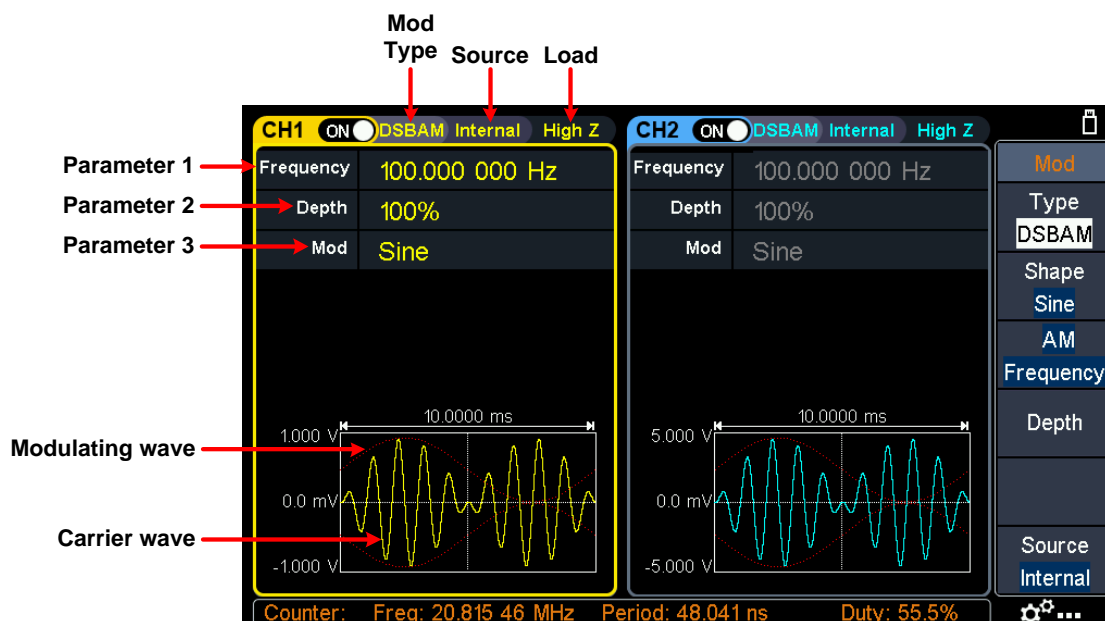 Mod
Type
Source
Load
CH1 ON DSBAM Internal High Z
Parameter 1
Frequency 100.000 000 Hz
Parameter 2
Depth 100%
Parameter 3
Mod Sine
Modulating wave
Carrier wave
10.0000 ms
1.000 V
0.0 mV
-1.000 V
CH2 ON DSBAM Internal High Z
Frequency 100.000 000 Hz
Depth 100%
Mod Sine
10.0000 ms
5.000 V
0.0 mV
-5.000 V
Mod
Type
DSBAM
Shape
Sine
AM
Frequency
Depth
Source
Internal
Counter: Freq: 20.815 46 MHz Period: 48.041 ns Duty: 55.5%